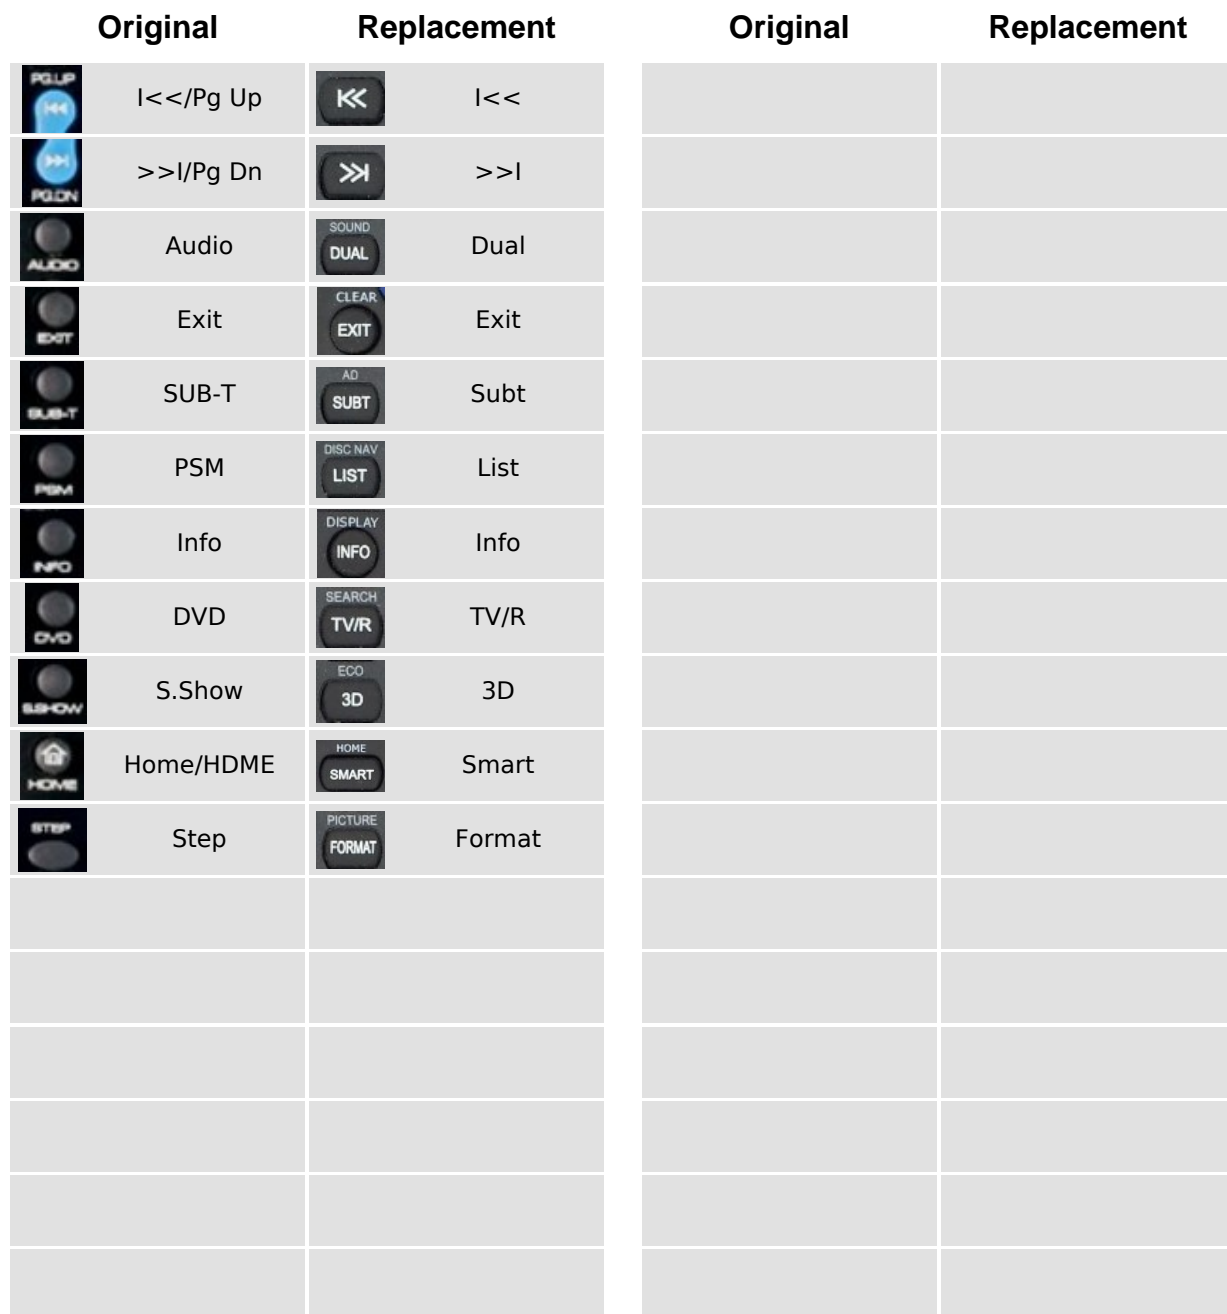 Original Replacement Original Replacement
PG.UP I<</Pg Up I<<
>>I/Pg Dn >>I
PG.DN
SOUND
AUDIO Audio DUAL Dual
CLEAR
EXIT Exit EXIT Exit
AD
SUB-T SUB-T SUBT Subt
DISC NAV
PSM PSM LIST List
DISPLAY
INFO Info INFO Info
SEARCH
DVD DVD TV/R TV/R
ECO
S.SHOW S.Show 3D 3D
HOME
HOME Home/HDME SMART Smart
STEP Step PICTURE
FORMAT Format